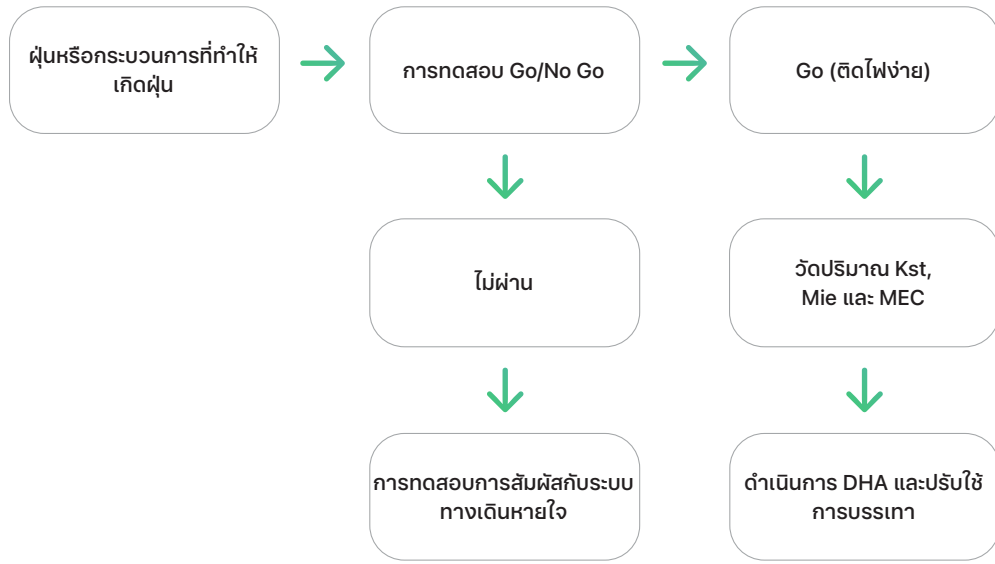 ฝุ่นหรือกระบวนการที่ทำให้
เกิดฝุ่น
การทดสอบ Go/No Go
Go (ติดไฟง่าย)
ไม่ผ่าน
วัดปริมาณ Kst,
Mie และ MEC
การทดสอบการสัมผัสกับระบบ
ทางเดินหายใจ
ดำเนินการ DHA และปรับใช้
การบรรเทา